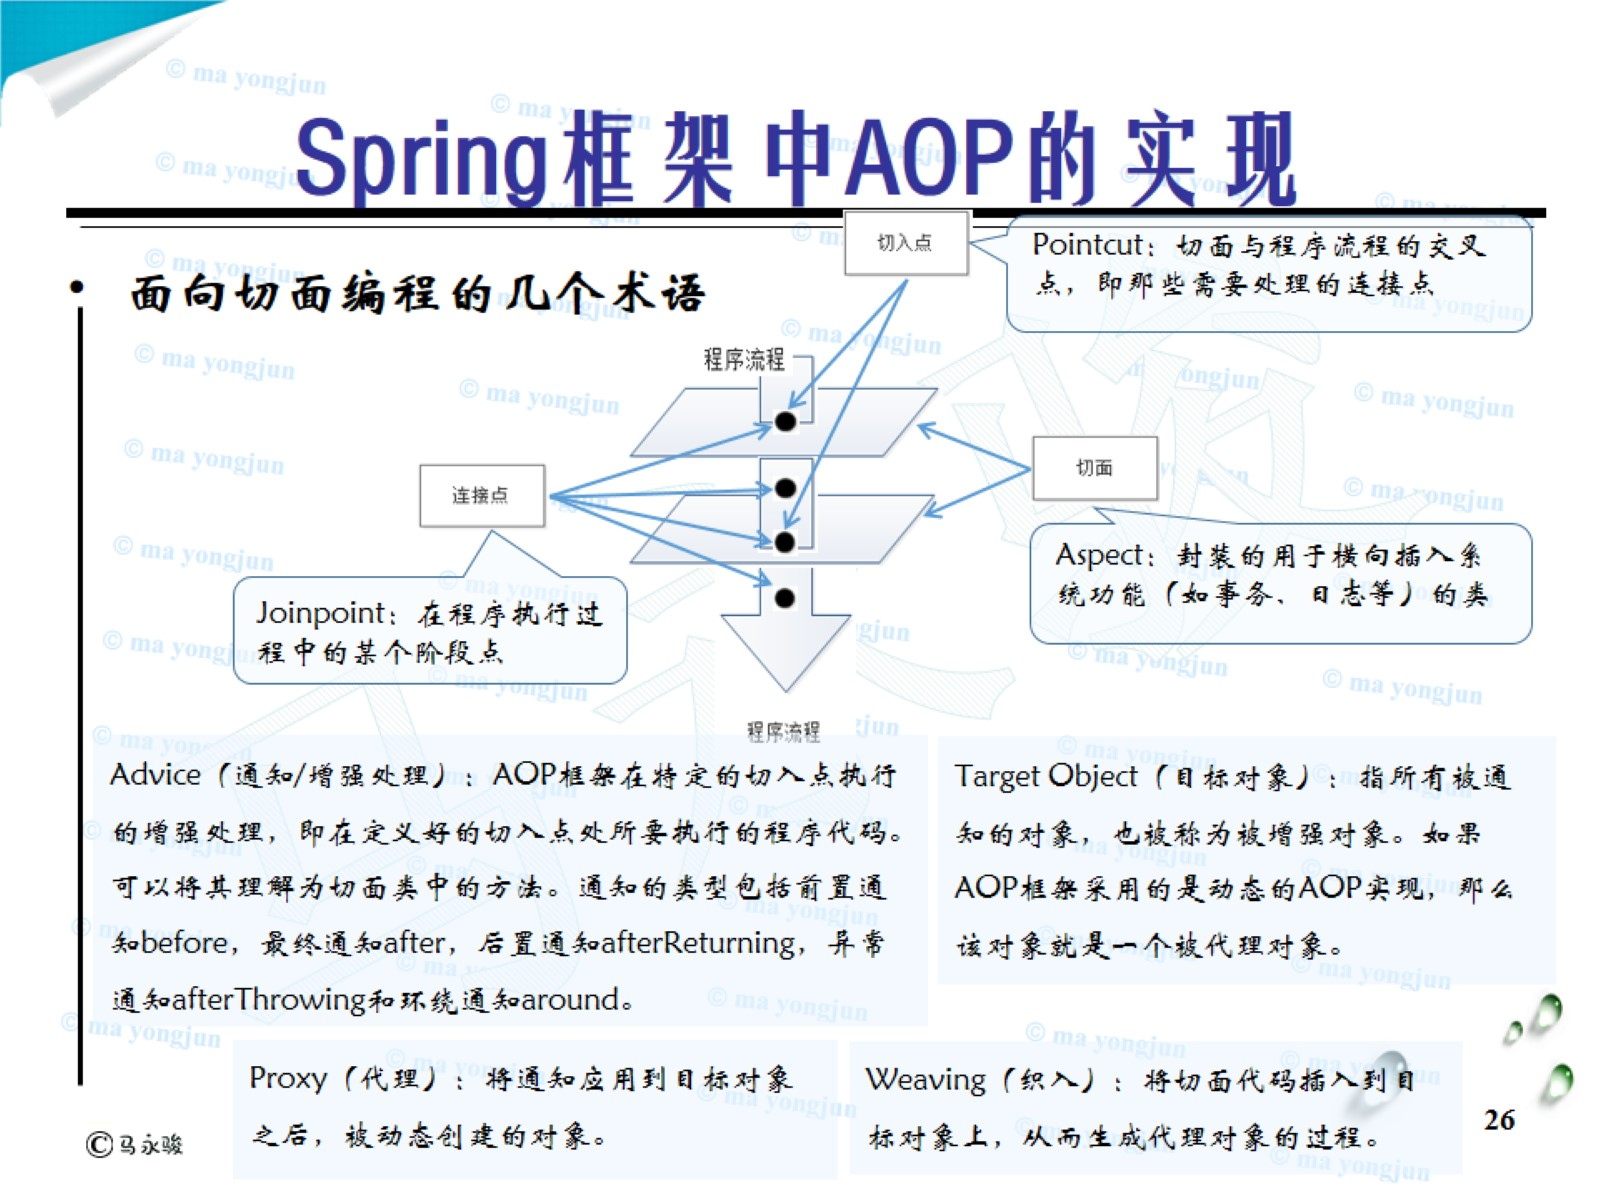 Spring框架中AOP的实现
• 面向切面编程的几个术语
切入点
Pointcut：切面与程序流程的交叉
点，即那些需要处理的连接点
程序流程
连接点
切面
Joinpoint：在程序执行过
程中的某个阶段点
Aspect：封装的用于横向插入系
统功能（如事务、日志等）的类
程序流程
Advice（通知/增强处理）：AOP框架在特定的切入点执行
的增强处理，即在定义好的切入点处所要执行的程序代码。
可以将其理解为切面类中的方法。通知的类型包括前置通
知before，最终通知after，后置通知afterReturning，异常
通知afterThrowing和环绕通知around。
Target Object（目标对象）：指所有被通
知的对象，也被称为被增强对象。如果
AOP框架采用的是动态的AOP实现，那么
该对象就是一个被代理对象。
Proxy（代理）：将通知应用到目标对象
之后，被动态创建的对象。
Weaving（织入）：将切面代码插入到目
标对象上，从而生成代理对象的过程。
©马永骏
26
© ma yongjun